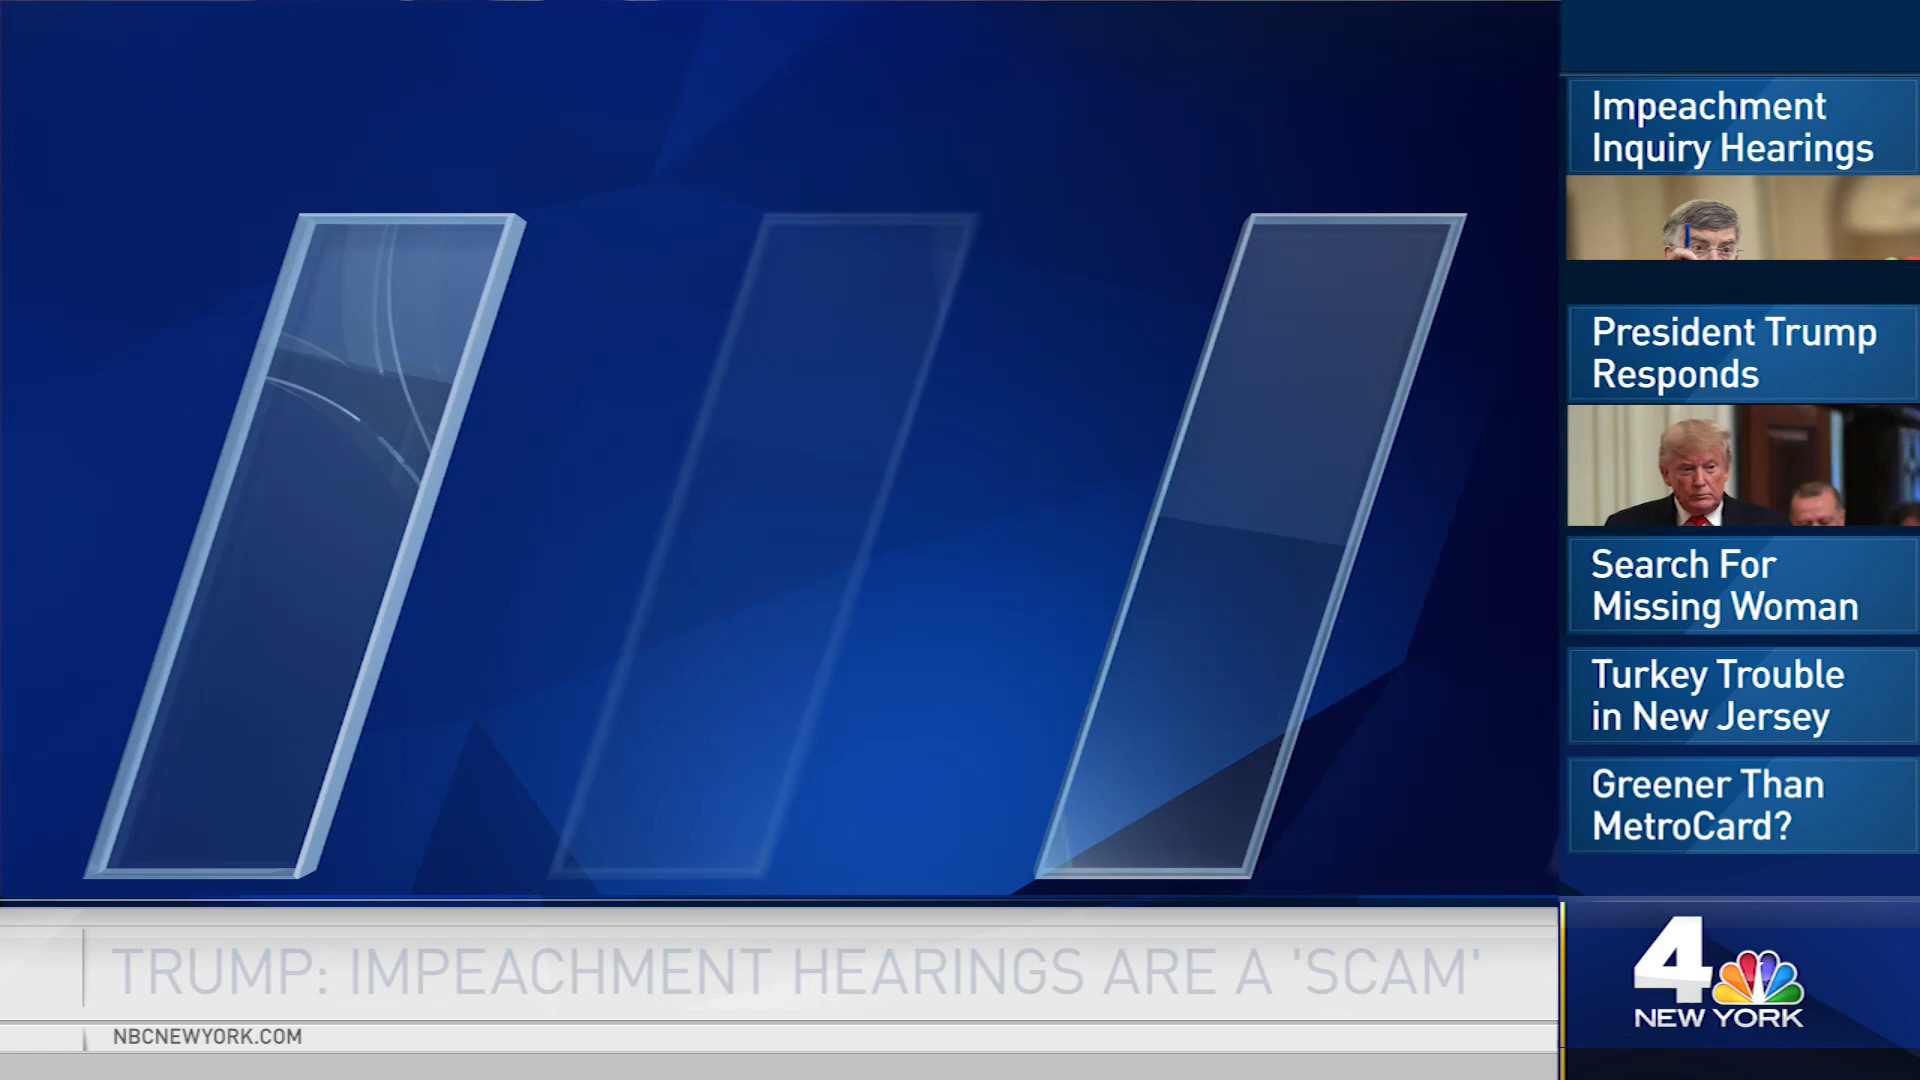 Impeachment
Inquiry Hearings
President Trump
Responds
Search For
Missing Woman
Turkey Trouble
in New Jersey
Greener Than
MetroCard?
TRUMP: IMPEACHMENT HEARINGS ARE A 'SCAM'
NBCNEWYORK.COM
4
NEW YORK